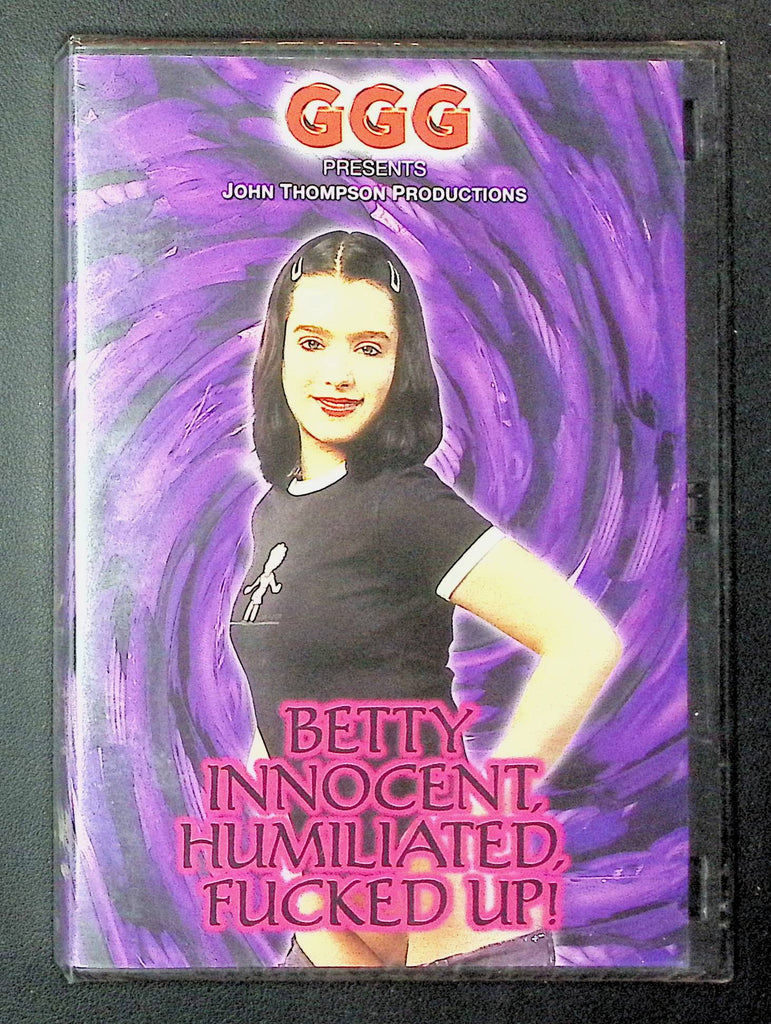 GGG
PRESENTS
JOHN THOMPSON PRODUCTIONS
BETTY
INNOCENT,
HUMILIATED,
FUCKED UP!